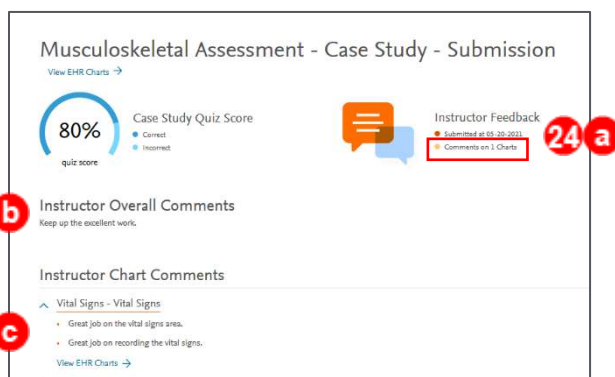 Musculoskeletal Assessment - Case Study - Submission
View EHR Charts →
80%
quiz score
Case Study Quiz Score
Correct
Incorrect
Instructor Feedback
Submitted at 05-20-2021
Comments on 1 Charts
24 a
b
Instructor Overall Comments
Keep up the excellent work.
Instructor Chart Comments
c
Vital Signs - Vital Signs
• Great job on the vital signs area.
• Great job on recording the vital signs.
View EHR Charts →